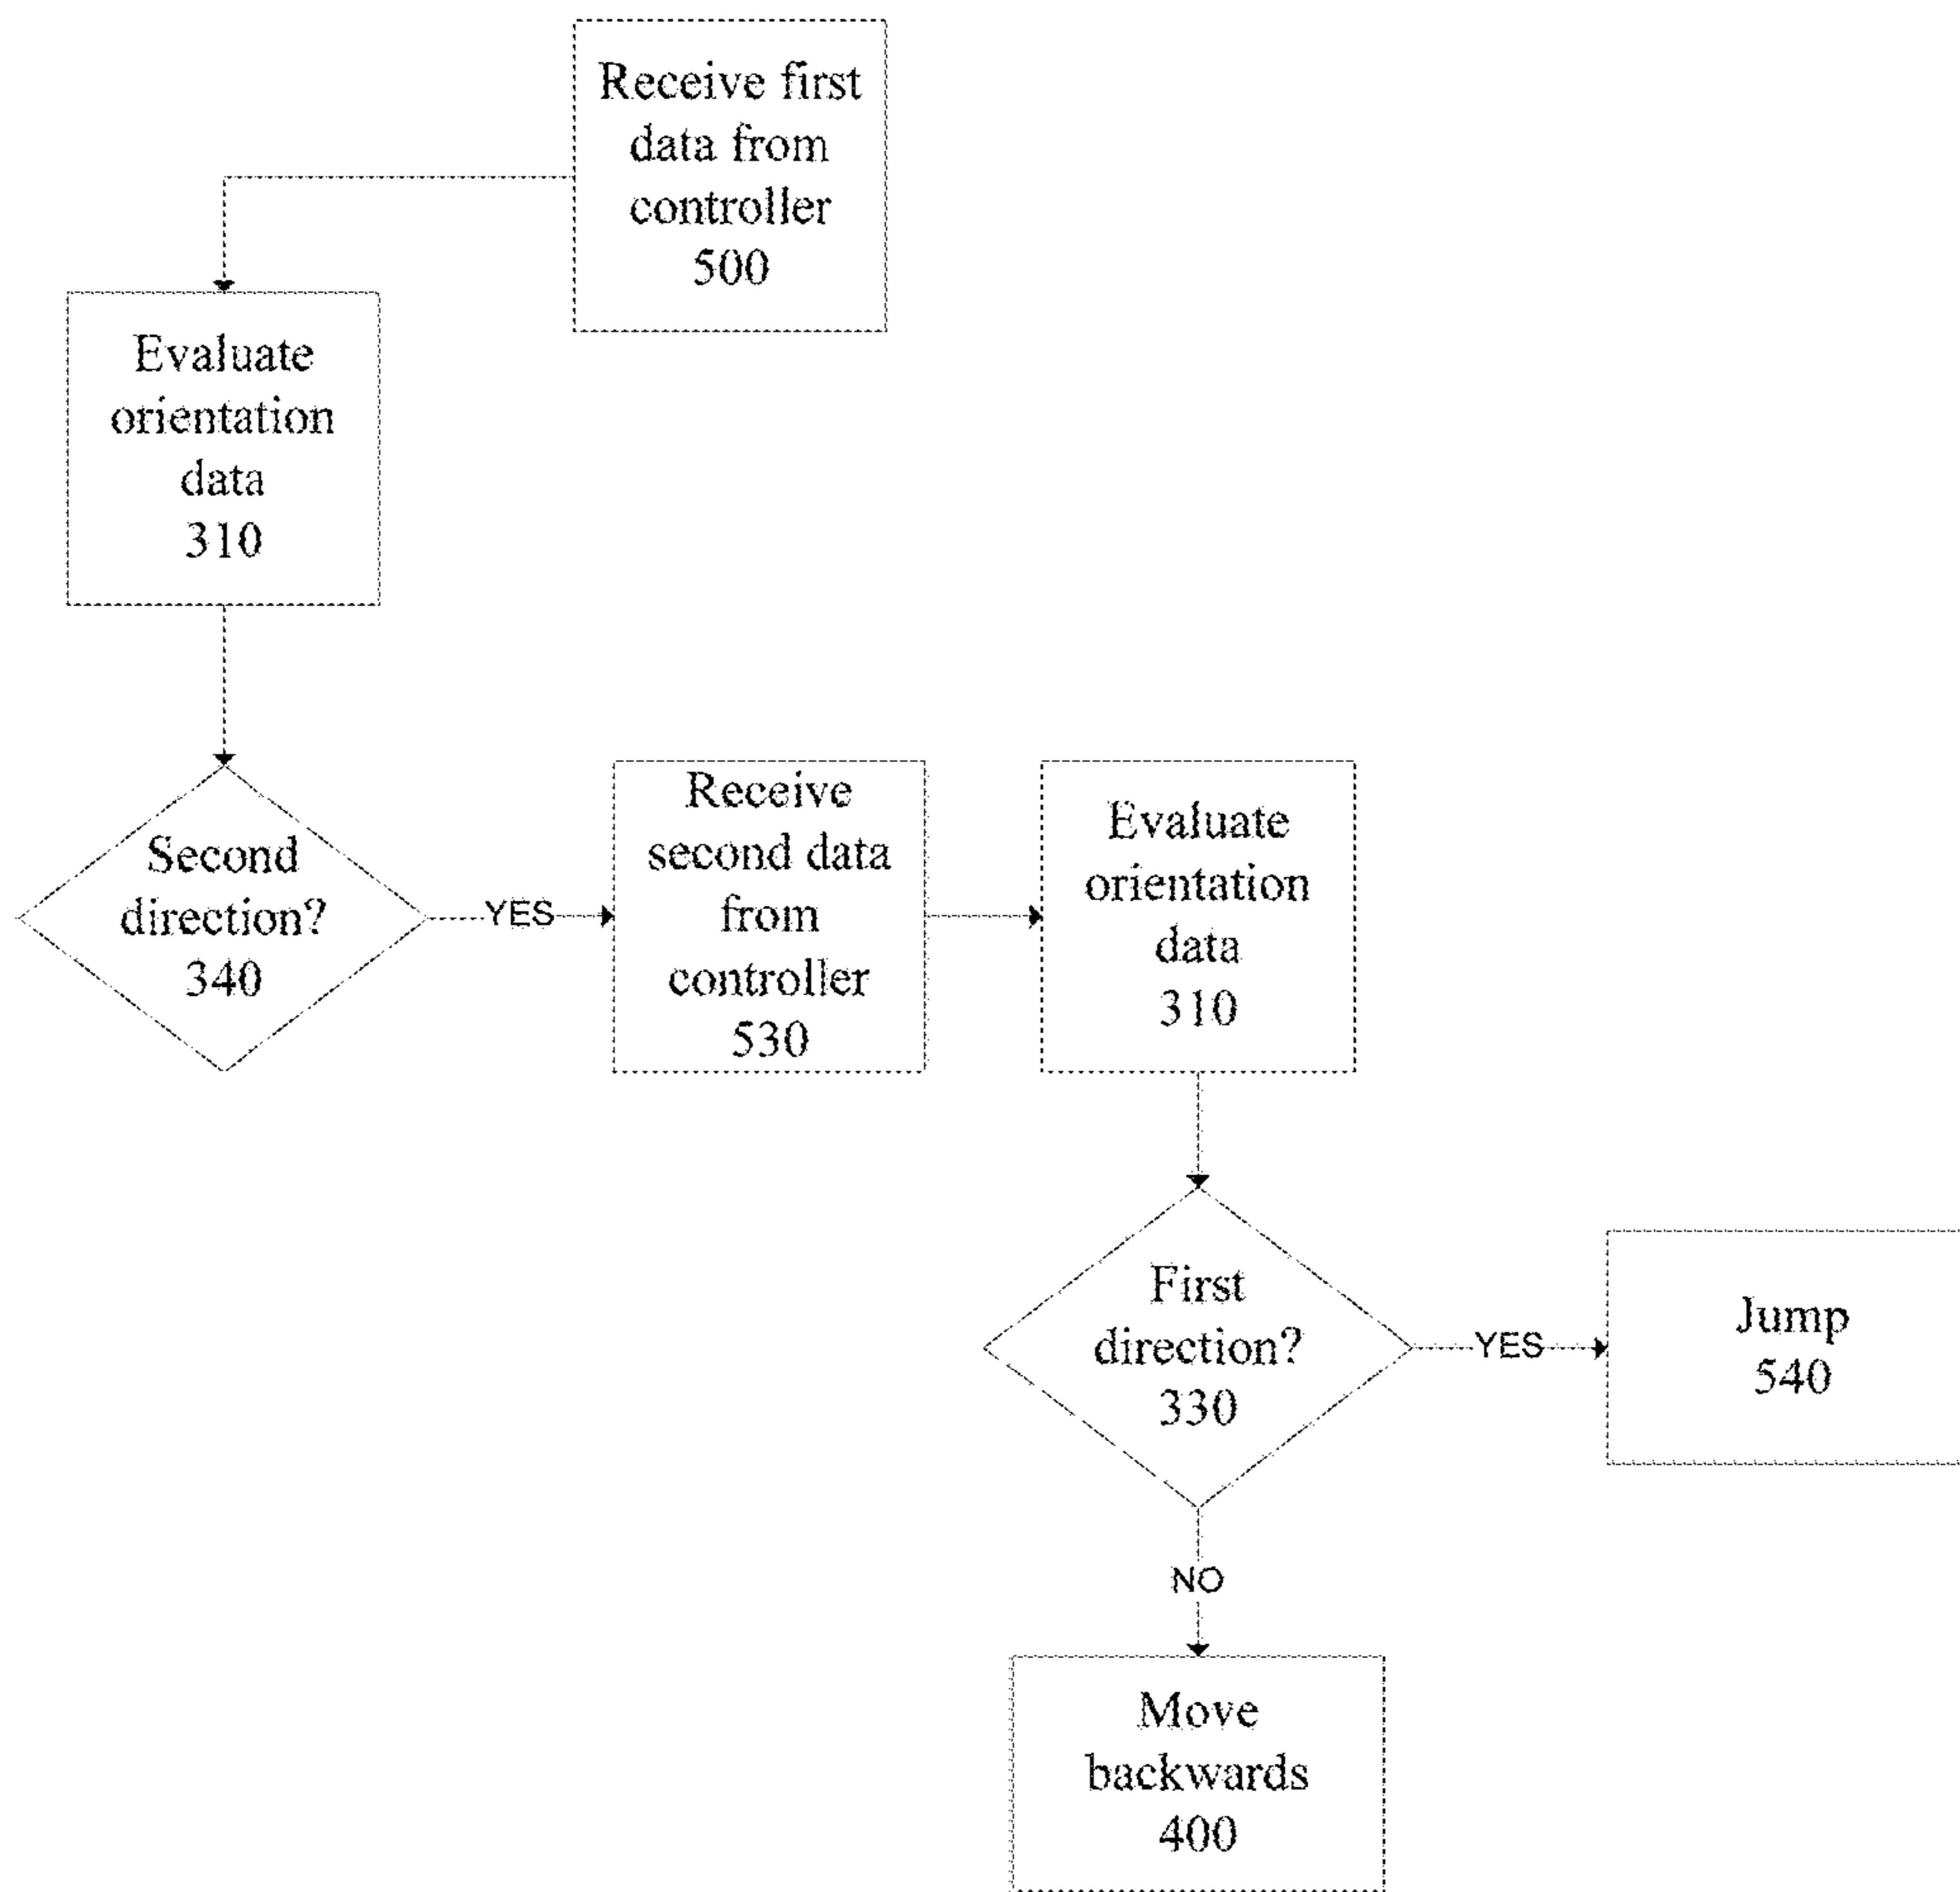 Receive first
data from
controller
500
Evaluate
orientation
data
310
Second
direction?
340
YES
Receive
second data
from
controller
530
Evaluate
orientation
data
310
First
direction?
330
YES
Jump
540
NO
Move
backwards
400